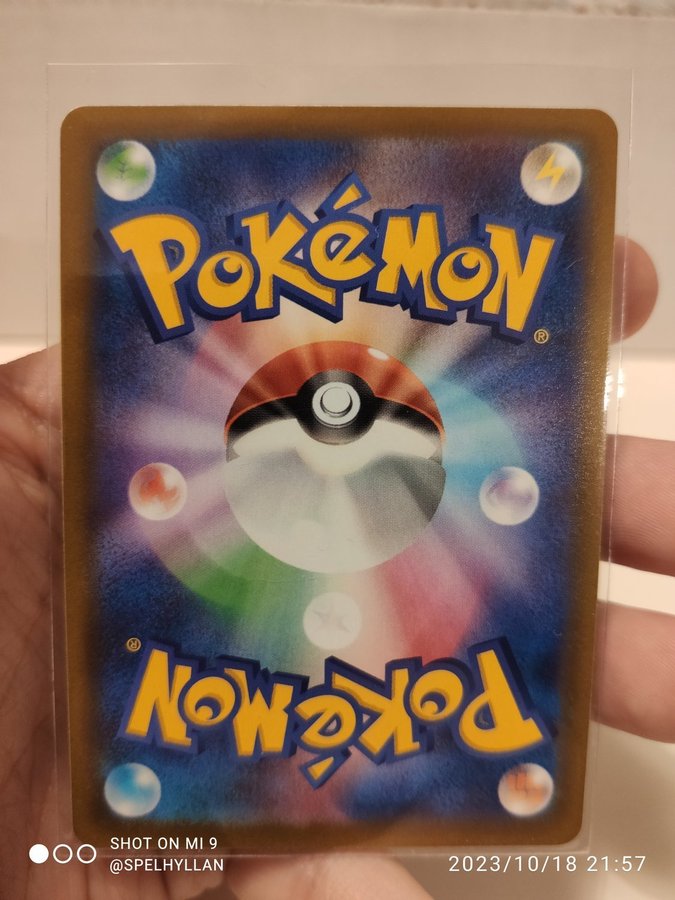 POKÉMON
®
®
POKÉMON
SHOT ON MI 9
@SPELHYLLAN
2023/10/18 21:57